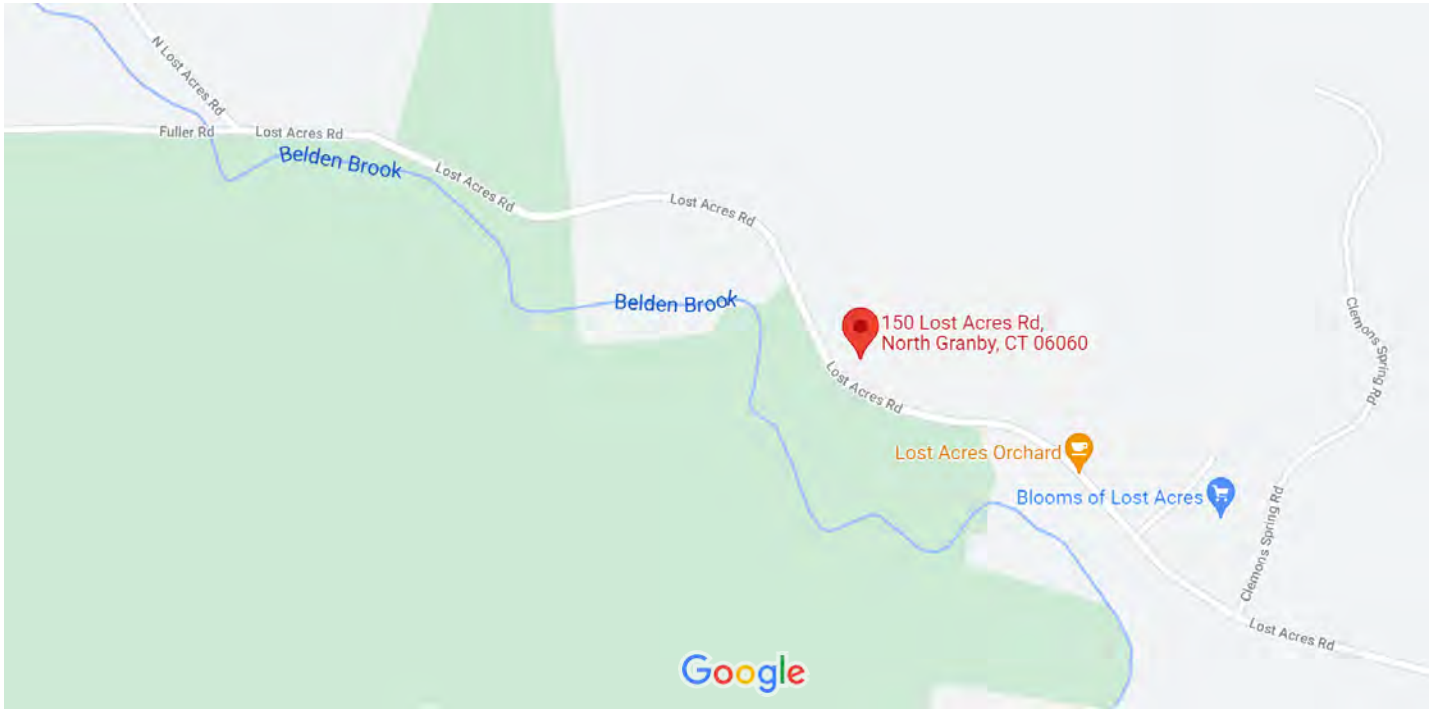 N Lost Acres Rd
Fuller Rd
Lost Acres Rd
Belden Brook
Lost Acres Rd
Lost Acres Rd
Belden Brook
150 Lost Acres Rd,
North Granby, CT 06060
Clemons Spring Rd
Lost Acres Rd
Lost Acres Orchard
Blooms of Lost Acres
Clemons Spring Rd
Lost Acres Rd
Google